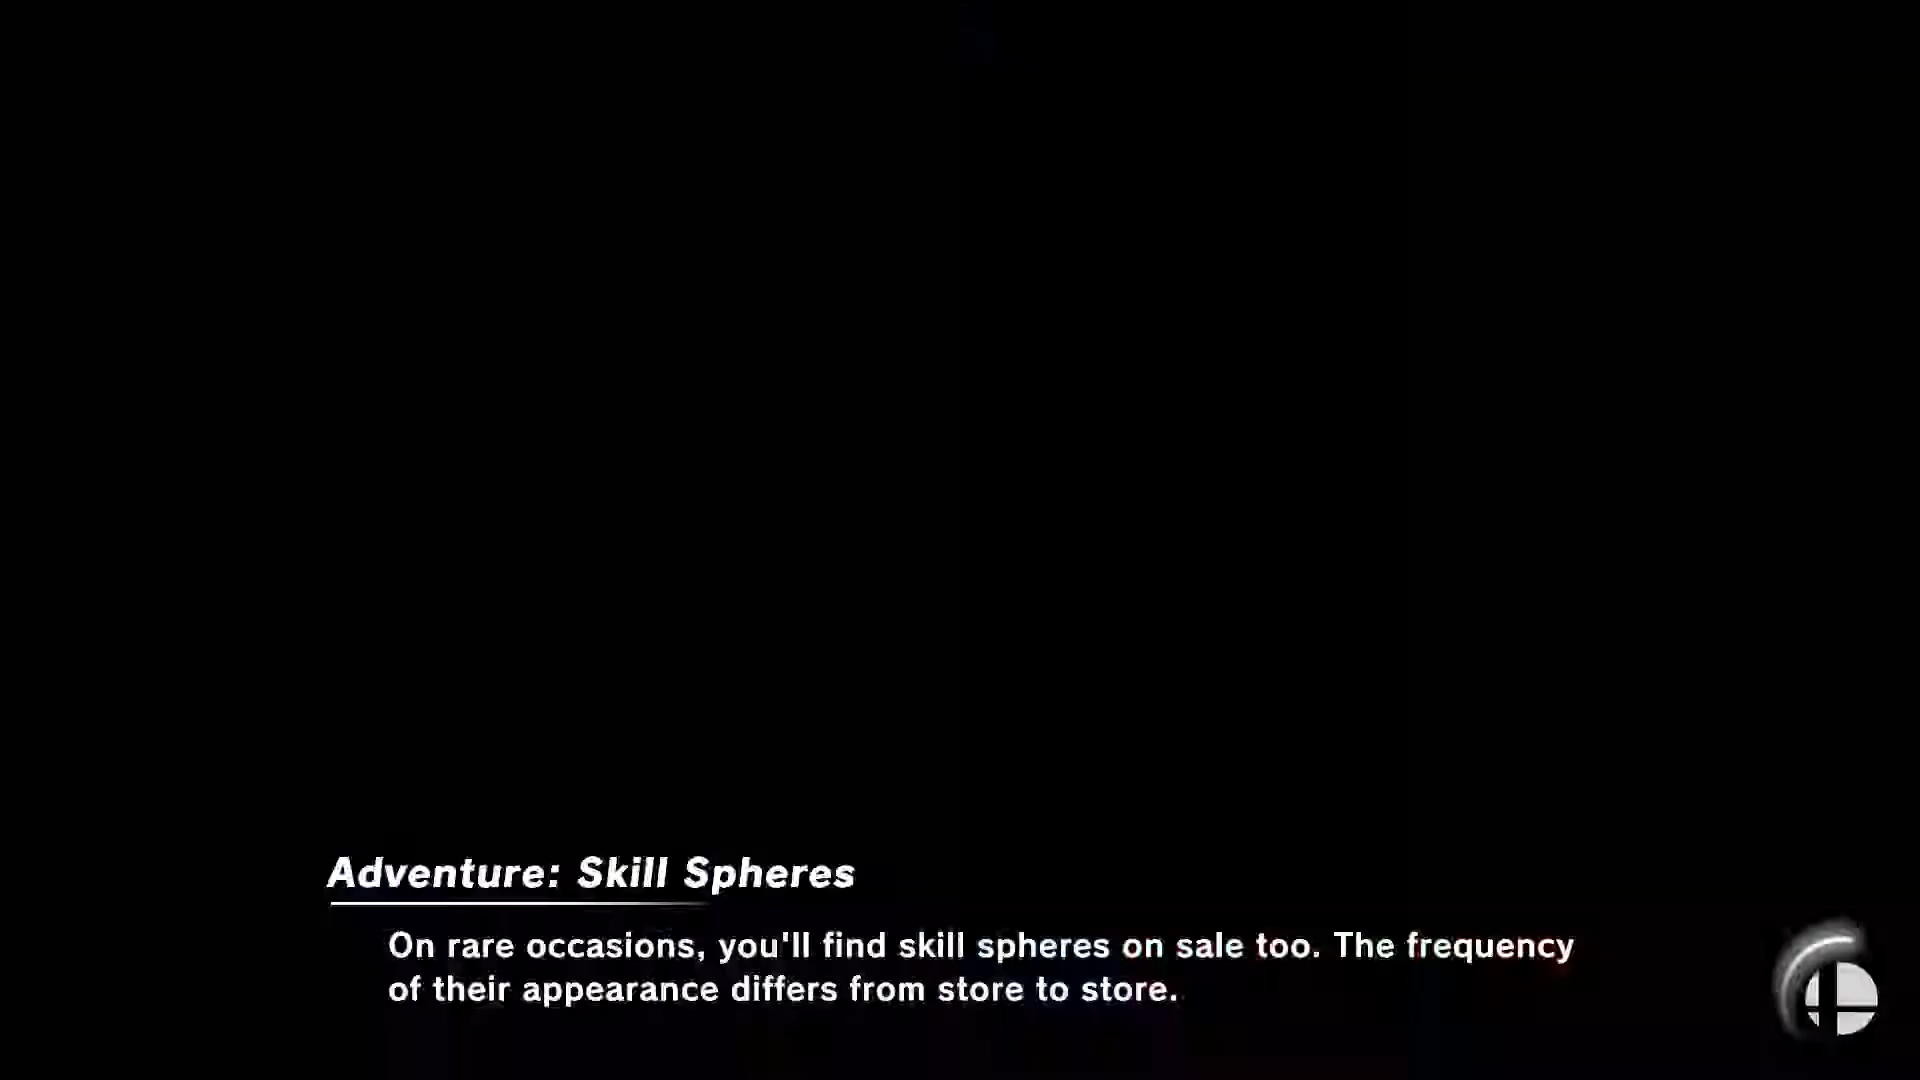 Adventure: Skill Spheres
On rare occasions, you'll find skill spheres on sale too. The frequency
of their appearance differs from store to store.